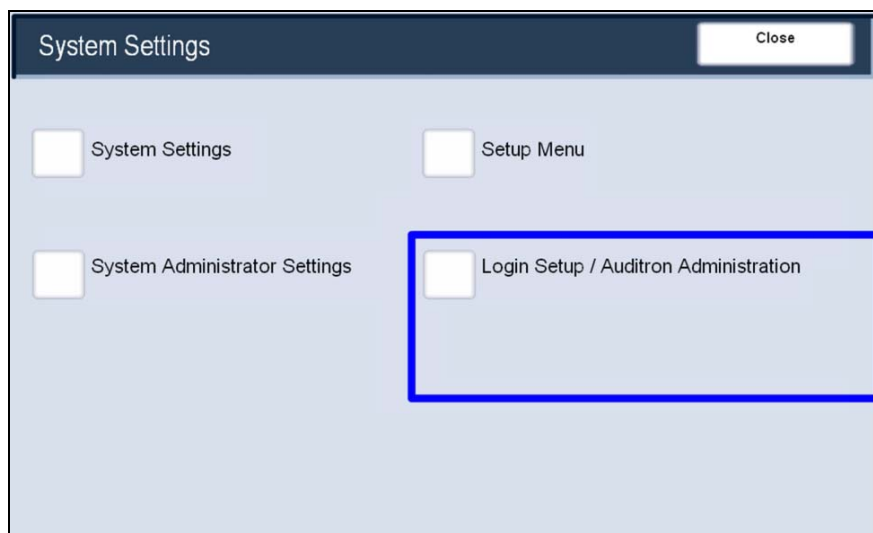 System Settings
Close
System Settings
Setup Menu
System Administrator Settings
Login Setup / Auditron Administration